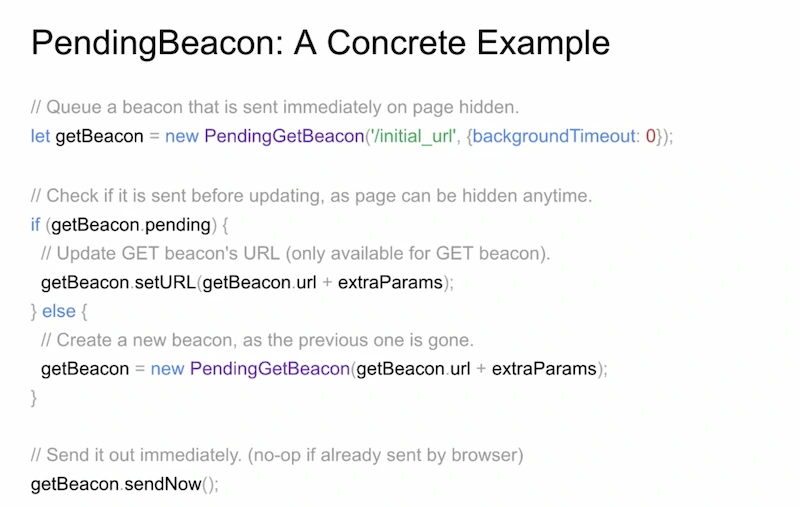 PendingBeacon: A Concrete Example
// Queue a beacon that is sent immediately on page hidden.
let getBeacon = new PendingGetBeacon('/initial_url', {backgroundTimeout: 0});
// Check if it is sent before updating, as page can be hidden anytime.
if (getBeacon.pending) {
// Update GET beacon's URL (only available for GET beacon).
getBeacon.setURL(getBeacon.url + extraParams);
} else {
// Create a new beacon, as the previous one is gone.
getBeacon = new PendingGetBeacon(getBeacon.url + extraParams);
}
// Send it out immediately. (no-op if already sent by browser)
getBeacon.sendNow();